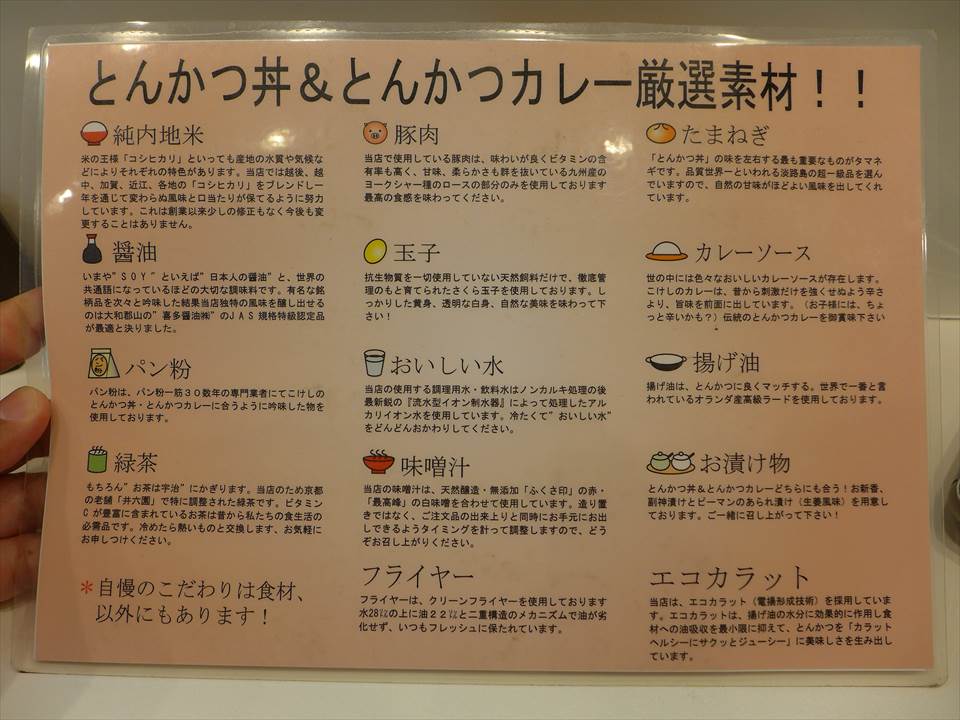 とんかつ丼＆とんかつカレー厳選素材！！
純内地米
米の王様「コシヒカリ」といっても産地の水質や気候な
どによりそれぞれの特色があります。当店では越後、越
中、加賀、近江、各地の「コシヒカリ」をブレンドし一
年を通じて変わらぬ風味と口当たりが保てるように努力
しています。これは創業以来少しの修正もなく今後も変
更することはありません。
豚肉
当店で使用している豚肉は、味わいが良くビタミンの含
有率も高く、甘味、柔らかさも群を抜いている九州産の
ヨークシャー種のロースの部分のみを使用しております
最高の食感を味わってください。
たまねぎ
「とんかつ丼」の味を左右する最も重要なものがタマネ
ギです。品質世界一といわれる淡路島の超一級品を選ん
でいますので、自然の甘味がほどよい風味を出してくれ
ています。
醤油
いまや”ＳＯＹ”といえば”日本人の醤油”と、世界の
共通語になっているほどの大切な調味料です。有名な銘
柄品を次々と吟味した結果当店独特の風味を醸し出せる
のは大和郡山の”喜多醤油㈱”のＪＡＳ規格特級認定品
が最適と決りました。
玉子
抗生物質を一切使用していない天然飼料だけで、徹底管
理のもと育てられたさくら玉子を使用しております。し
っかりした黄身、透明な白身、自然な美味を味わって下
さい！
カレーソース
世の中には色々なおいしいカレーソースが存在します。
こけしのカレーは、昔から刺激だけを強くせぬよう辛さ
より、旨味を前面に出しています。（お子様には、ちょ
っと辛いかも？）伝統のとんかつカレーを御賞味下さい
パン粉
パン粉は、パン粉一筋３０数年の専門業者にてこけしの
とんかつ丼・とんかつカレーに合うように吟味した物を
使用しております。
おいしい水
当店の使用する調理用水・飲料水はノンカルキ処理の後
最新鋭の『流水型イオン制水器』によって処理したアル
カリイオン水を使用しています。冷たくて”おいしい水”
をどんどんおかわりしてください。
揚げ油
揚げ油は、とんかつに良くマッチする。世界で一番と言
われているオランダ産高級ラードを使用しております。
緑茶
もちろん”お茶は宇治”にかぎります。当店のため京都
の老舗「井六園」で特に調整された緑茶です。ビタミン
Ｃが豊富に含まれているお茶は昔から私たちの食生活の
必需品です。冷めたら熱いものと交換します、お気軽に
お申しつけください。
味噌汁
当店の味噌汁は、天然醸造・無添加「ふくさ印」の赤・
「最高峰」の白味噌を合わせて使用しています。造り置
きではなく、ご注文品の出来上りと同時にお手元にお出
しできるようタイミングを計って調整しますので、どう
ぞお召し上がりください。
お漬け物
とんかつ丼＆とんかつカレーどちらにも合う！お新香、
副神漬けとピーマンのあられ漬け（生姜風味）を用意し
ております。ご一緒に召し上がって下さい！
＊自慢のこだわりは食材、
以外にもあります！
フライヤー
フライヤーは、クリーンフライヤーを使用しております
水28㍑の上に油２２㍑と二重構造のメカニズムで油が劣
化せず、いつもフレッシュに保たれています。
エコカラット
当店は、エコカラット（電場形成技術）を採用していま
す。エコカラットは、揚げ油の水分に効果的に作用し食
材への油吸収を最小限に抑えて、とんかつを「カラット
ヘルシーにサクッとジューシー」に美味しさを生み出し
ています。